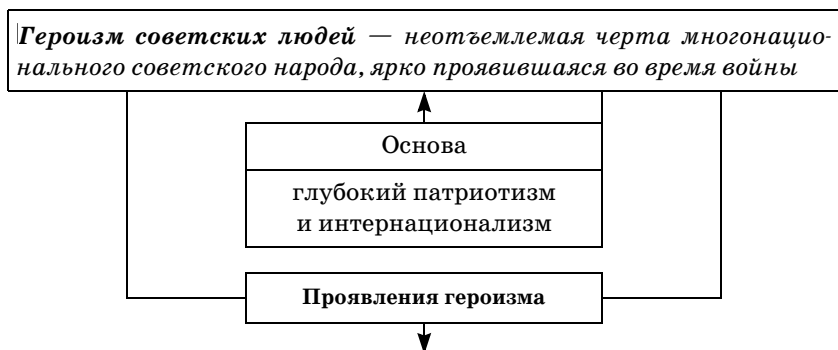 Героизм советских людей — неотъемлемая черта многонацио-
нального советского народа, ярко проявившаяся во время войны
Основа
глубокий патриотизм
и интернационализм
Проявления героизма